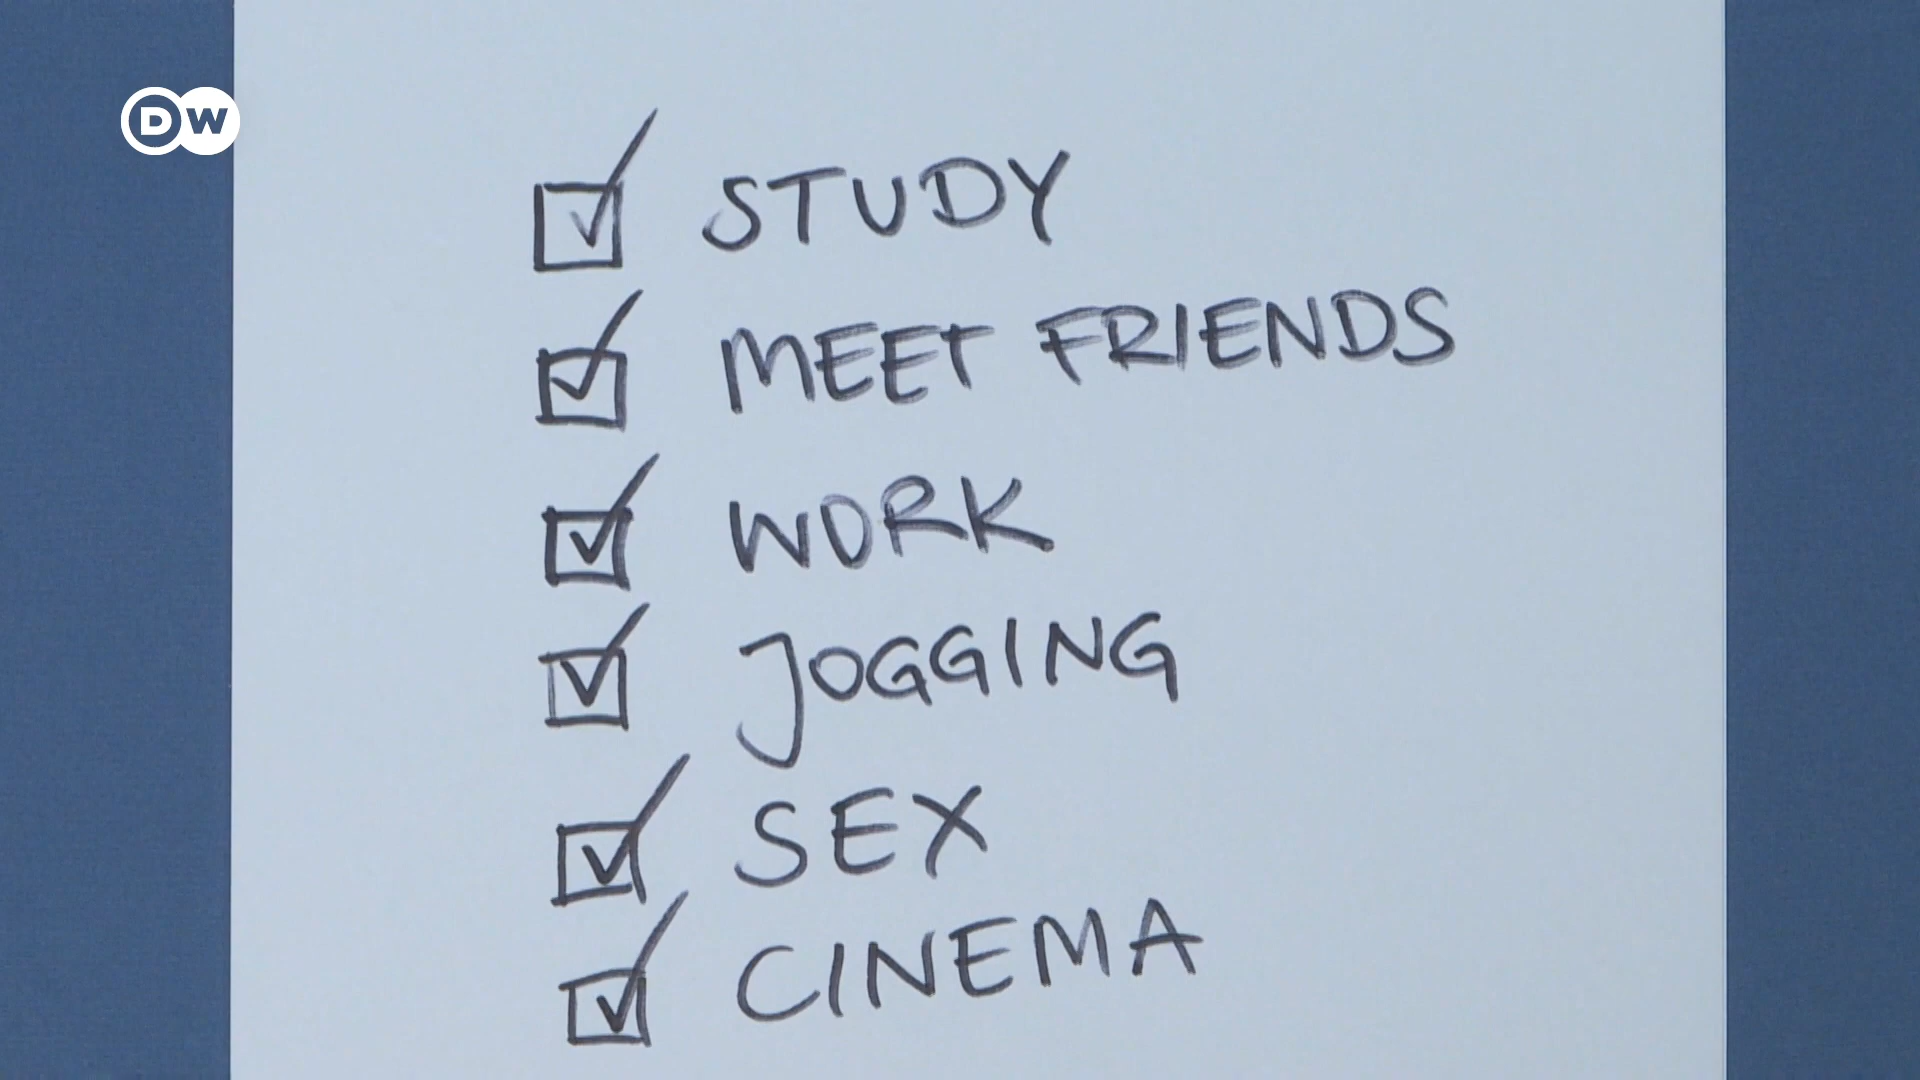 DW
STUDY
MEET FRIENDS
WORK
JOGGING
SEX
CINEMA